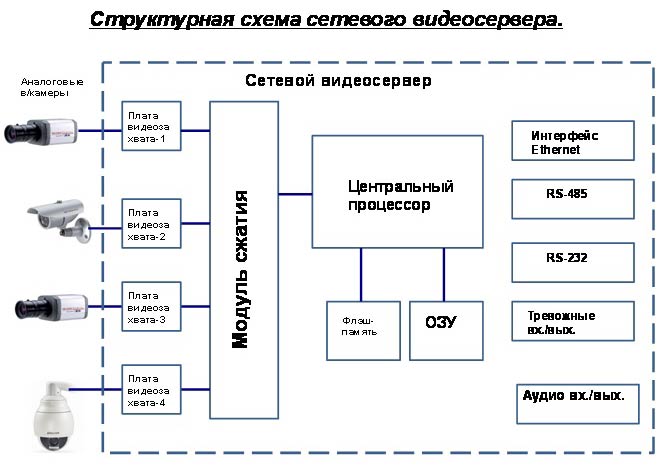 Структурная схема сетевого видеосервера.
Аналоговые
в/камеры
Сетевой видеосервер
Плата
видеоза
хвата-1
Плата
видеоза
хвата-2
Плата
видеоза
хвата-3
Плата
видеоза
хвата-4
Модуль сжатия
Центральный
процессор
Флэш-
память
ОЗУ
Интерфейс
Ethernet
RS-485
RS-232
Тревожные
вх./вых.
Аудио вх./вых.